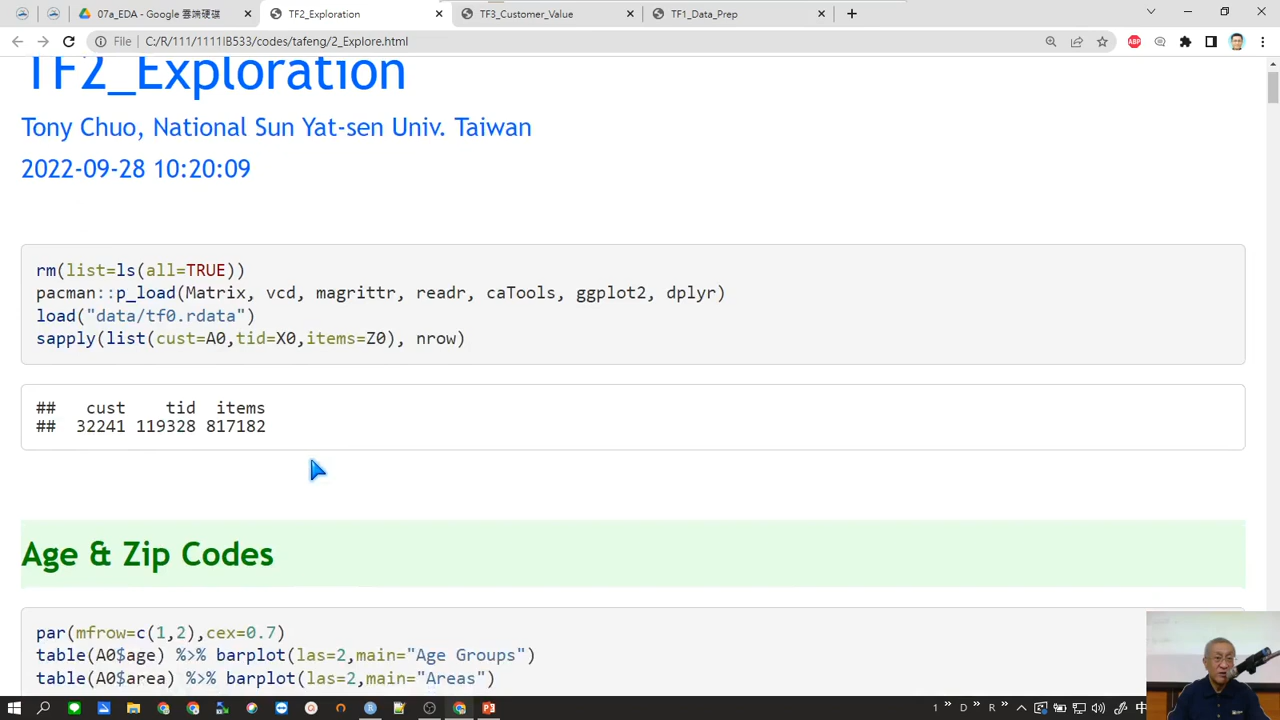 07a_EDA - Google 雲端硬碟
TF2_Exploration
TF3_Customer_Value
TF1_Data_Prep
File
C:/R/111/1111IB533/codes/tafeng/2_Explore.html
ABP
TF2_Exploration
Tony Chuo, National Sun Yat-sen Univ. Taiwan
2022-09-28 10:20:09
rm(list=ls(all=TRUE))
pacman::p_load(Matrix, vcd, magrittr, readr, caTools, ggplot2, dplyr)
load("data/tf0.rdata")
sapply(list(cust=A0,tid=X0,items=Z0), nrow)
##   cust    tid  items
##  32241 119328 817182
Age & Zip Codes
par(mfrow=c(1,2),cex=0.7)
table(A0$age) %>% barplot(las=2,main="Age Groups")
table(A0$area) %>% barplot(las=2,main="Areas")
1 » D » R » 中